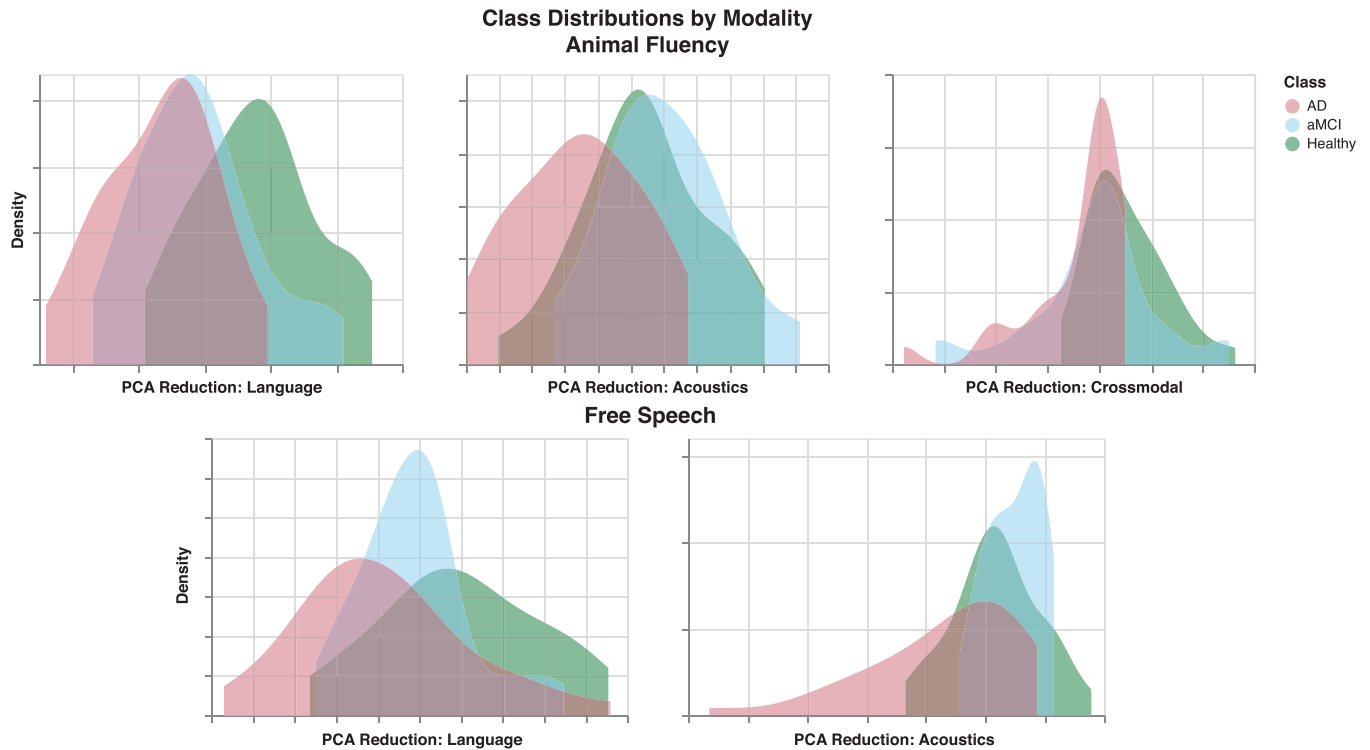 Class Distributions by Modality
Animal Fluency
Density
PCA Reduction: Language
PCA Reduction: Acoustics
PCA Reduction: Crossmodal
Class
AD
aMCI
Healthy
Free Speech
Density
PCA Reduction: Language
PCA Reduction: Acoustics